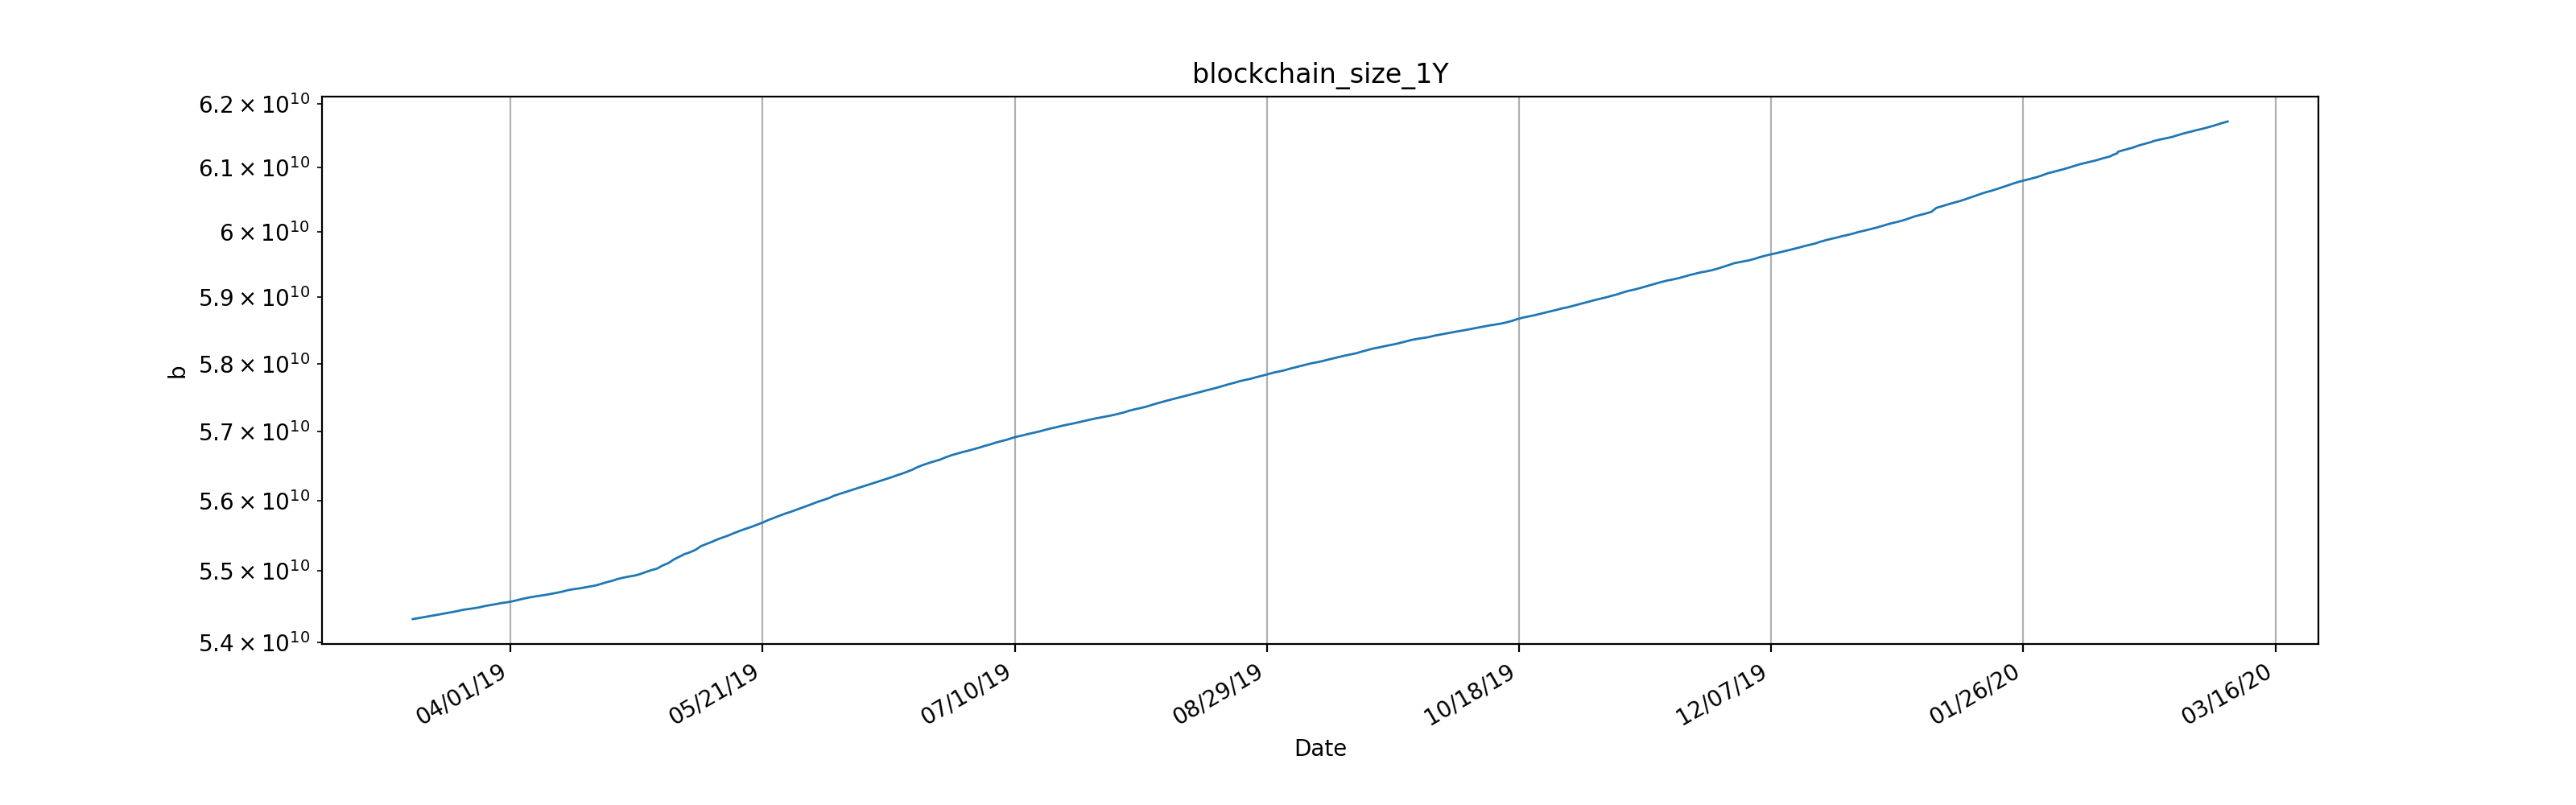 blockchain_size_1Y
6.2 × 10¹⁰
6.1 × 10¹⁰
6 × 10¹⁰
5.9 × 10¹⁰
5.8 × 10¹⁰
b
5.7 × 10¹⁰
5.6 × 10¹⁰
5.5 × 10¹⁰
5.4 × 10¹⁰
04/01/19 05/21/19 07/10/19 08/29/19 10/18/19 12/07/19 01/26/20 03/16/20
Date